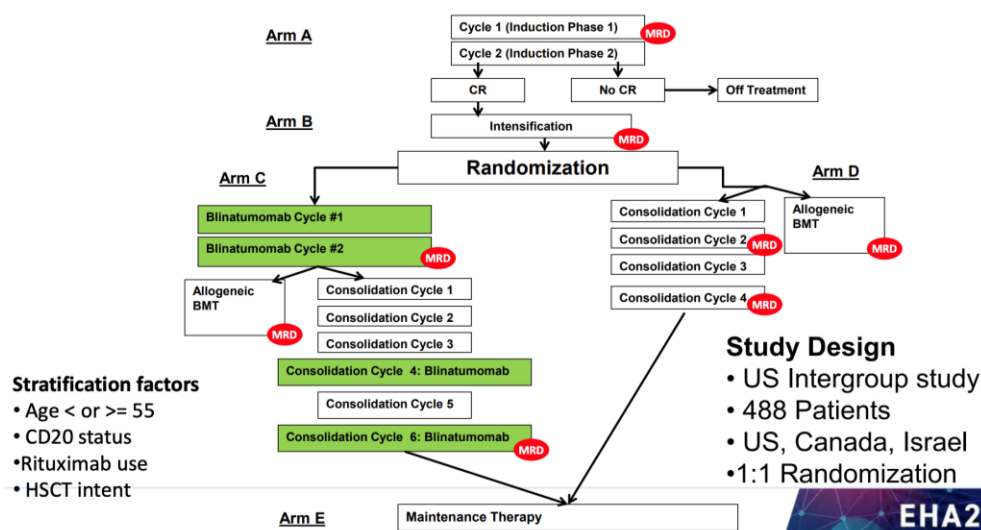 Arm A
Cycle 1 (Induction Phase 1)
MRD
Cycle 2 (Induction Phase 2)
CR
No CR
Off Treatment
Arm B
Intensification
MRD
Randomization
Arm C
Arm D
Blinatumomab Cycle #1
Blinatumomab Cycle #2
MRD
Allogeneic
BMT
MRD
Consolidation Cycle 1
Consolidation Cycle 2
Consolidation Cycle 3
Consolidation Cycle 4: Blinatumomab
Consolidation Cycle 5
Consolidation Cycle 6: Blinatumomab
MRD
Consolidation Cycle 1
Consolidation Cycle 2
MRD
Consolidation Cycle 3
Consolidation Cycle 4
MRD
Allogeneic
BMT
MRD
Stratification factors
• Age < or >= 55
• CD20 status
•Rituximab use
• HSCT intent
Study Design
• US Intergroup study
• 488 Patients
• US, Canada, Israel
•1:1 Randomization
Arm E
Maintenance Therapy
EHA2